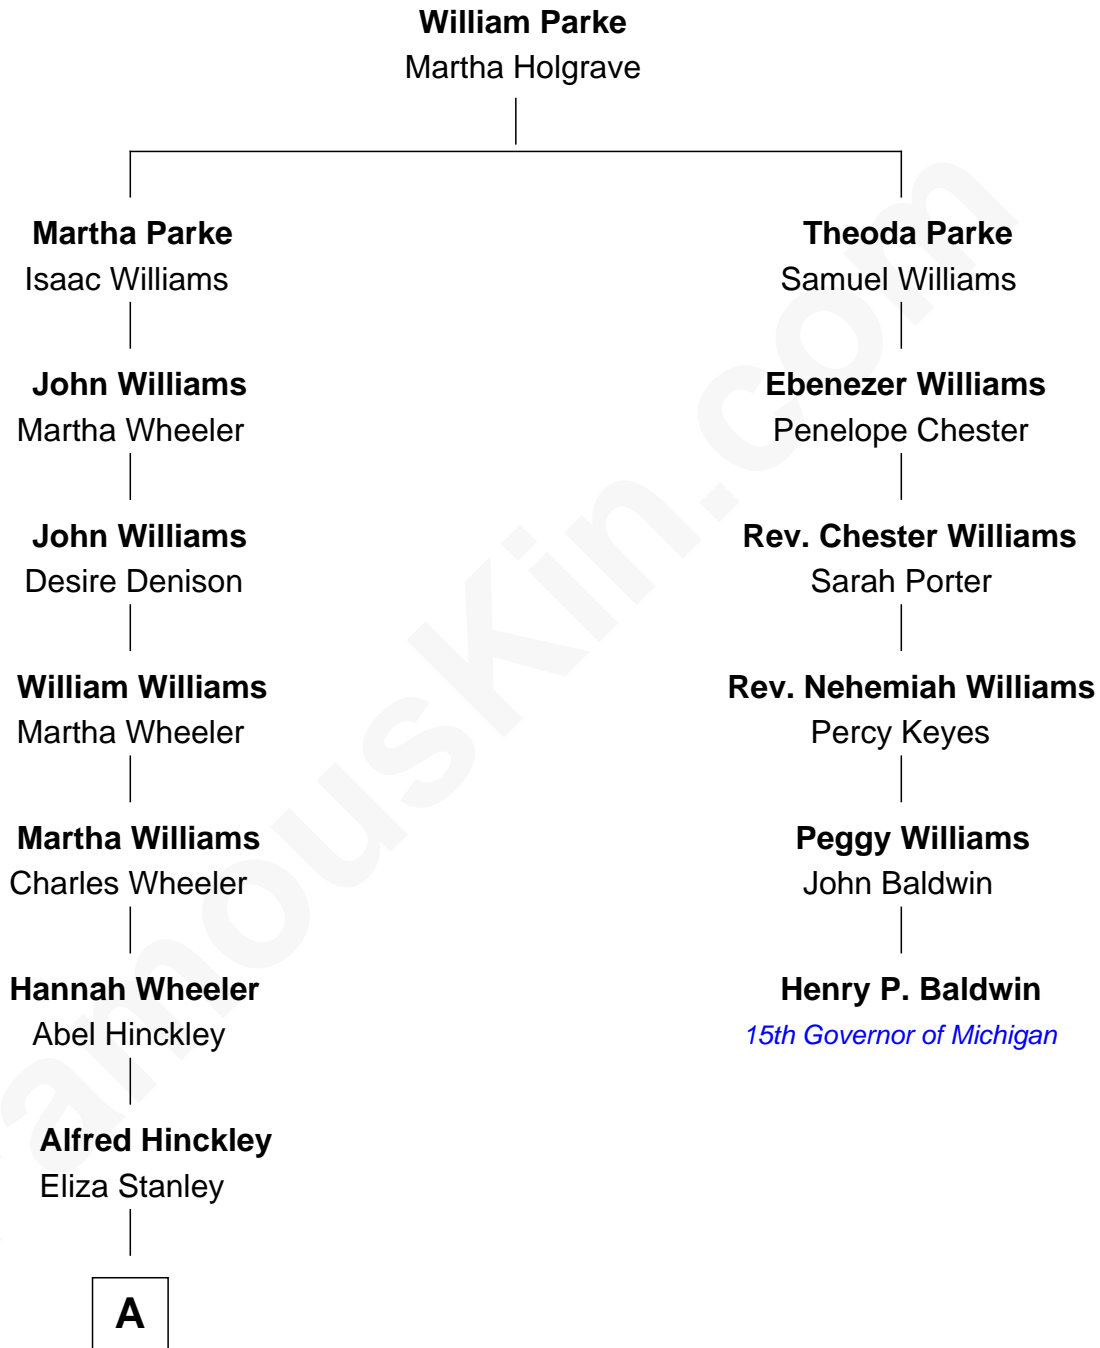 William Parke
Martha Holgrave
Martha Parke
Isaac Williams
Theoda Parke
Samuel Williams
John Williams
Martha Wheeler
Ebenezer Williams
Penelope Chester
John Williams
Desire Denison
Rev. Chester Williams
Sarah Porter
William Williams
Martha Wheeler
Rev. Nehemiah Williams
Percy Keyes
Martha Williams
Charles Wheeler
Peggy Williams
John Baldwin
Hannah Wheeler
Abel Hinckley
Henry P. Baldwin
15th Governor of Michigan
Alfred Hinckley
Eliza Stanley
A
amousKin.com